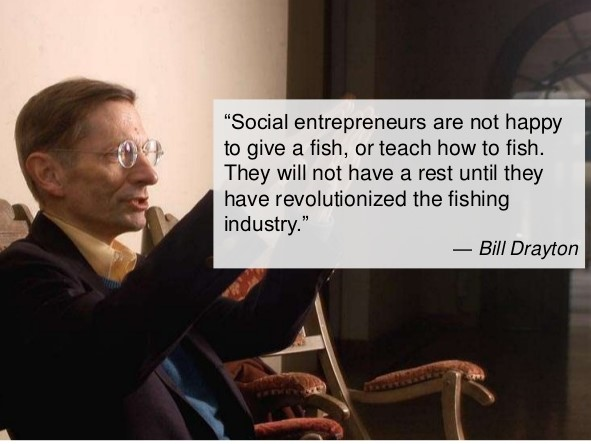 “Social entrepreneurs are not happy
to give a fish, or teach how to fish.
They will not have a rest until they
have revolutionized the fishing
industry.”
— Bill Drayton